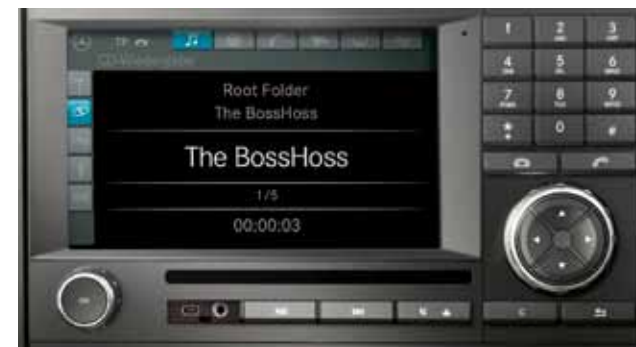 TP
Root Folder
The BossHoss
The BossHoss
1/5
00:00:03
1 2 3
4 5 6
7 8 9
* 0 #
C